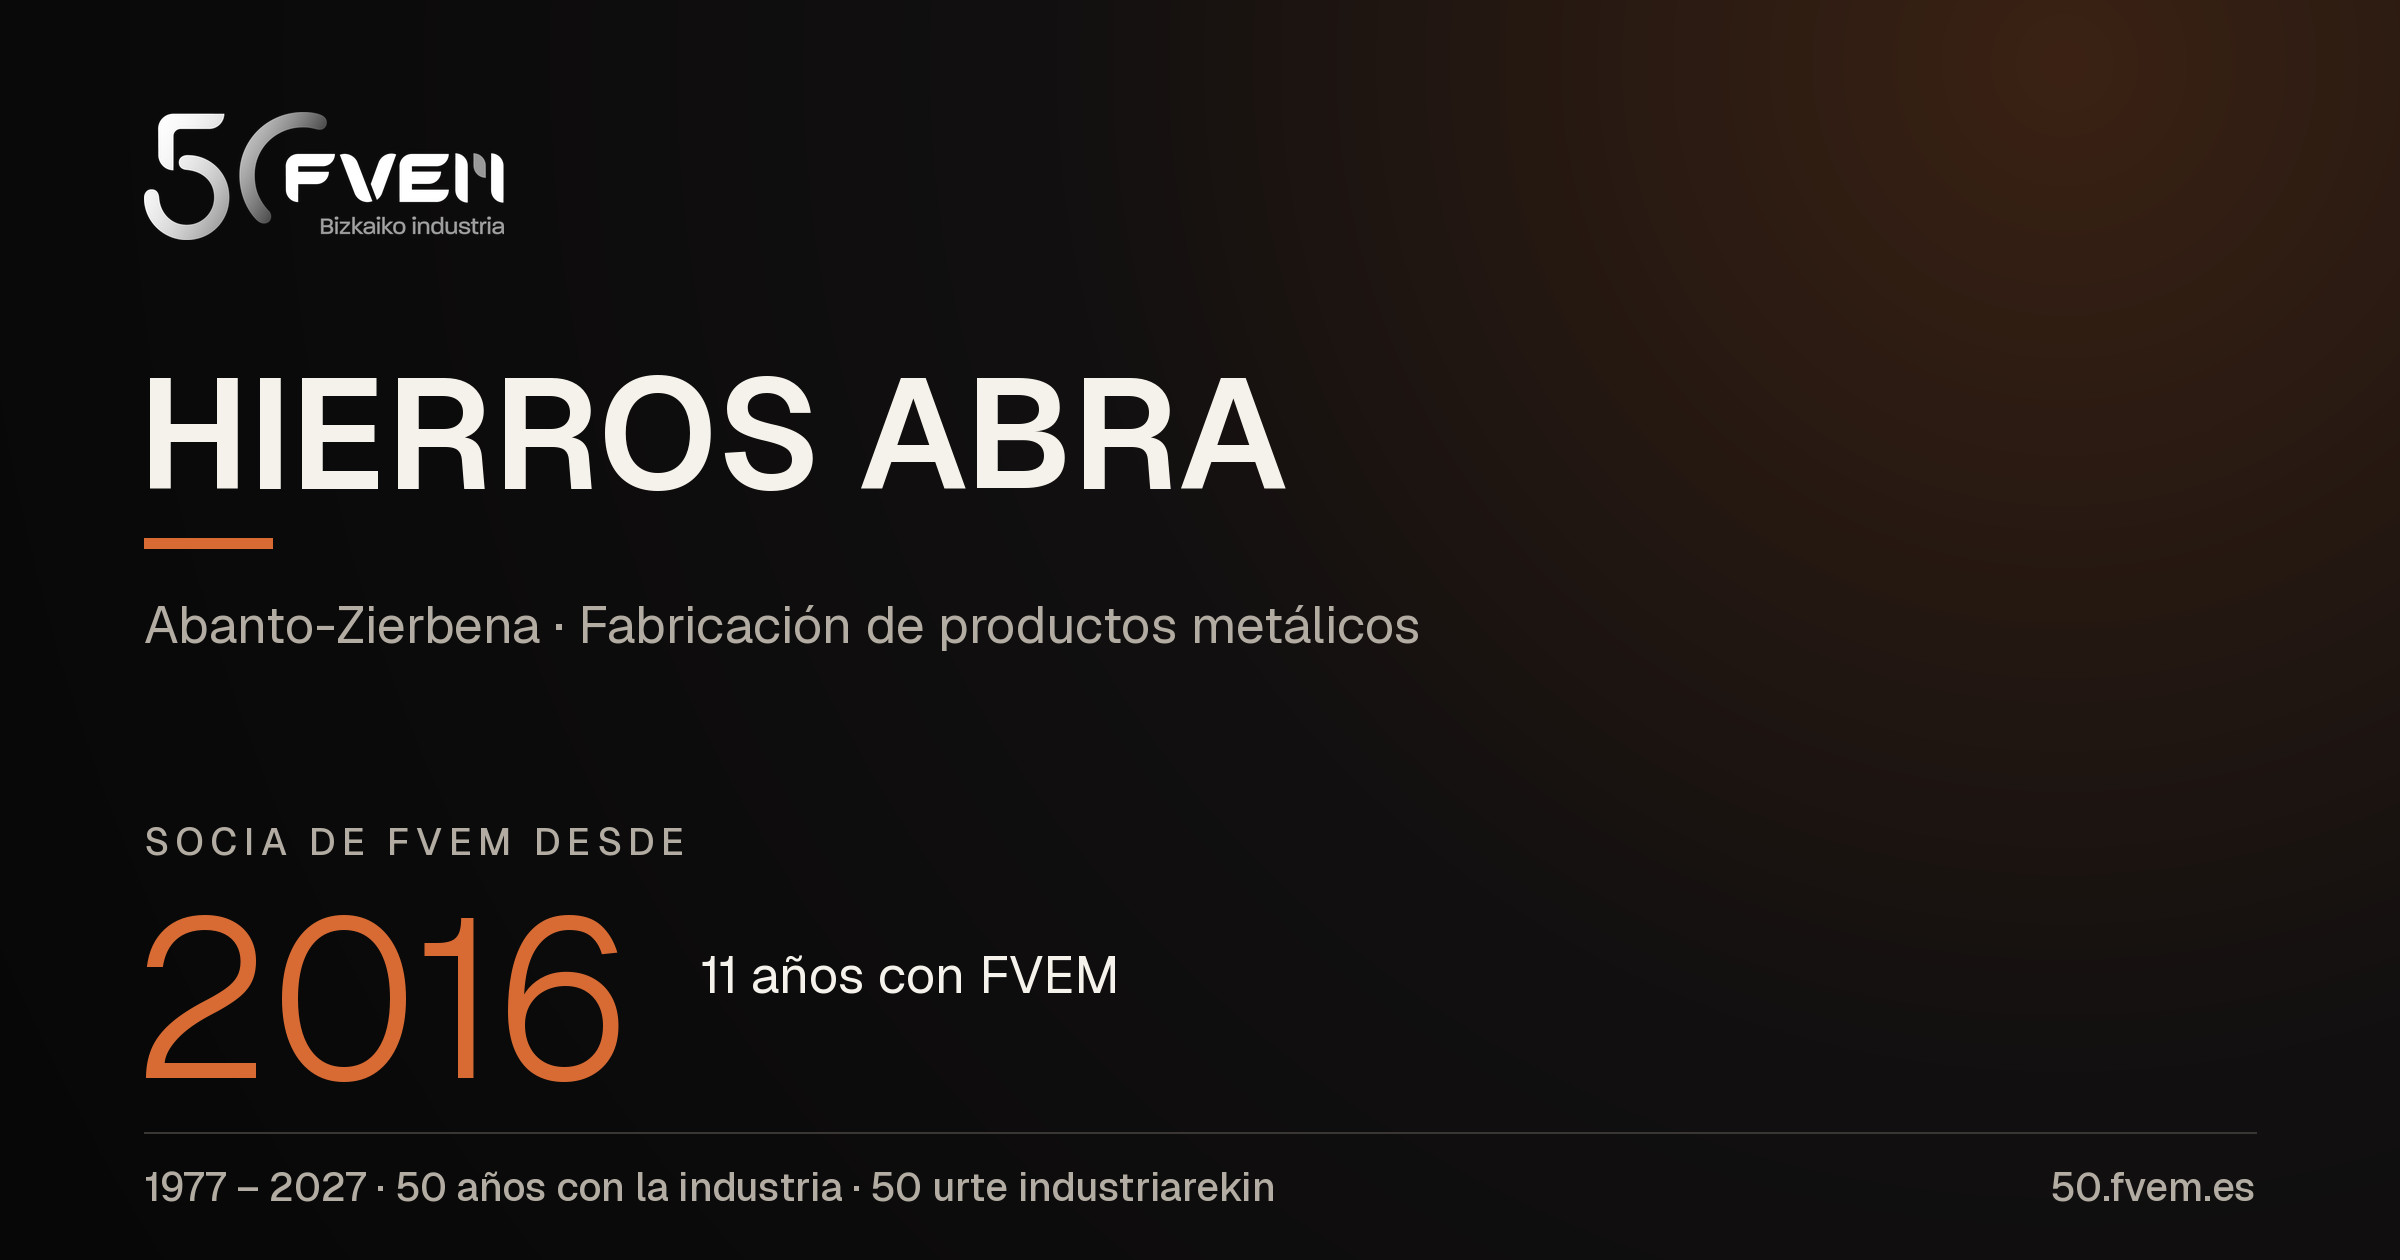 50 FVEM
Bizkaiko industria
HIERROS ABRA
Abanto-Zierbena · Fabricación de productos metálicos
SOCIA DE FVEM DESDE
2016
11 años con FVEM
1977 – 2027 · 50 años con la industria · 50 urte industriarekin
50.fvem.es